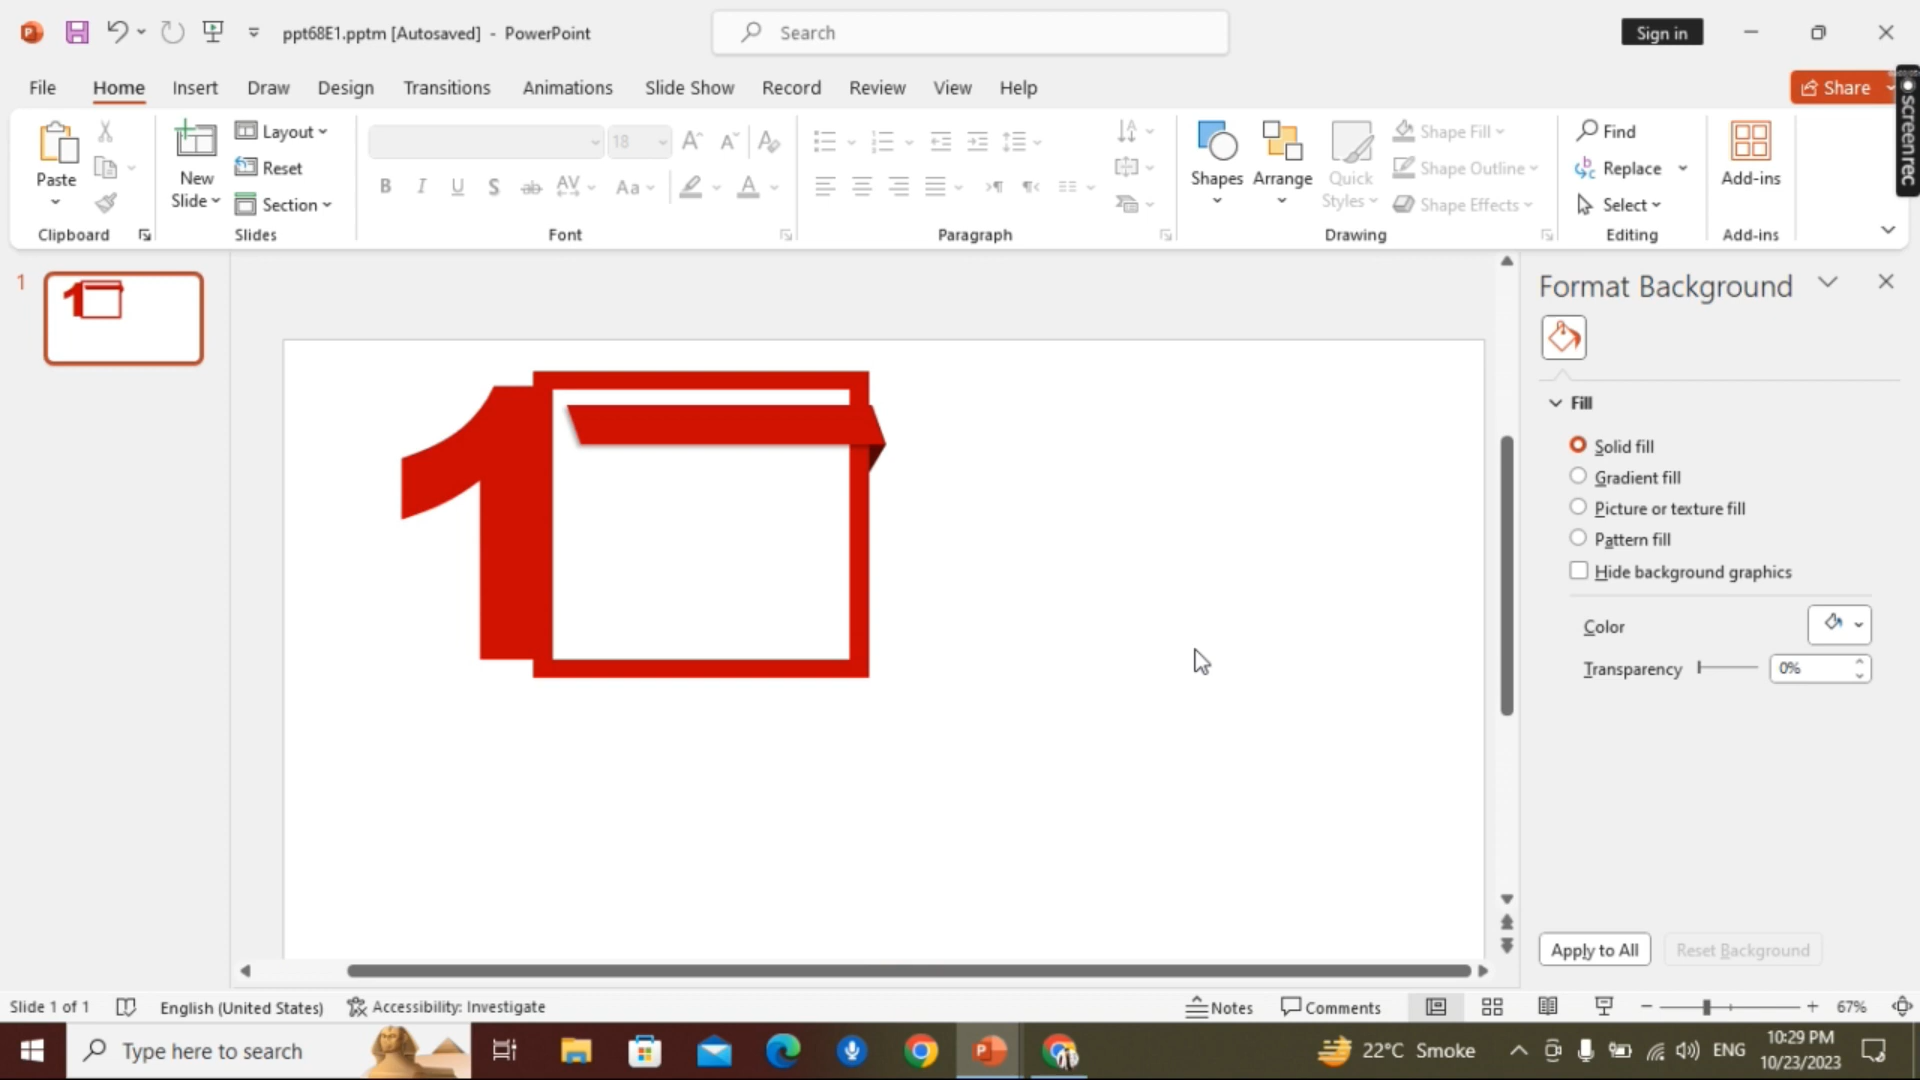 ppt68E1.pptm [Autosaved] - PowerPoint
Search
Sign in
File Home Insert Draw Design Transitions Animations Slide Show Record Review View Help
Share
screenrec
Paste
New
Slide
Layout
Reset
Section
18
B I U S ab AV Aa A
Shapes
Arrange
Quick
Styles
Shape Fill
Shape Outline
Shape Effects
Find
Replace
Select
Add-ins
Clipboard Slides Font Paragraph Drawing Editing Add-ins
1
1
Format Background
Fill
Solid fill
Gradient fill
Picture or texture fill
Pattern fill
Hide background graphics
Color
Transparency 0%
Apply to All
Reset Background
Slide 1 of 1 English (United States) Accessibility: Investigate Notes Comments 67%
Type here to search
22°C Smoke ENG
10:29 PM
10/23/2023